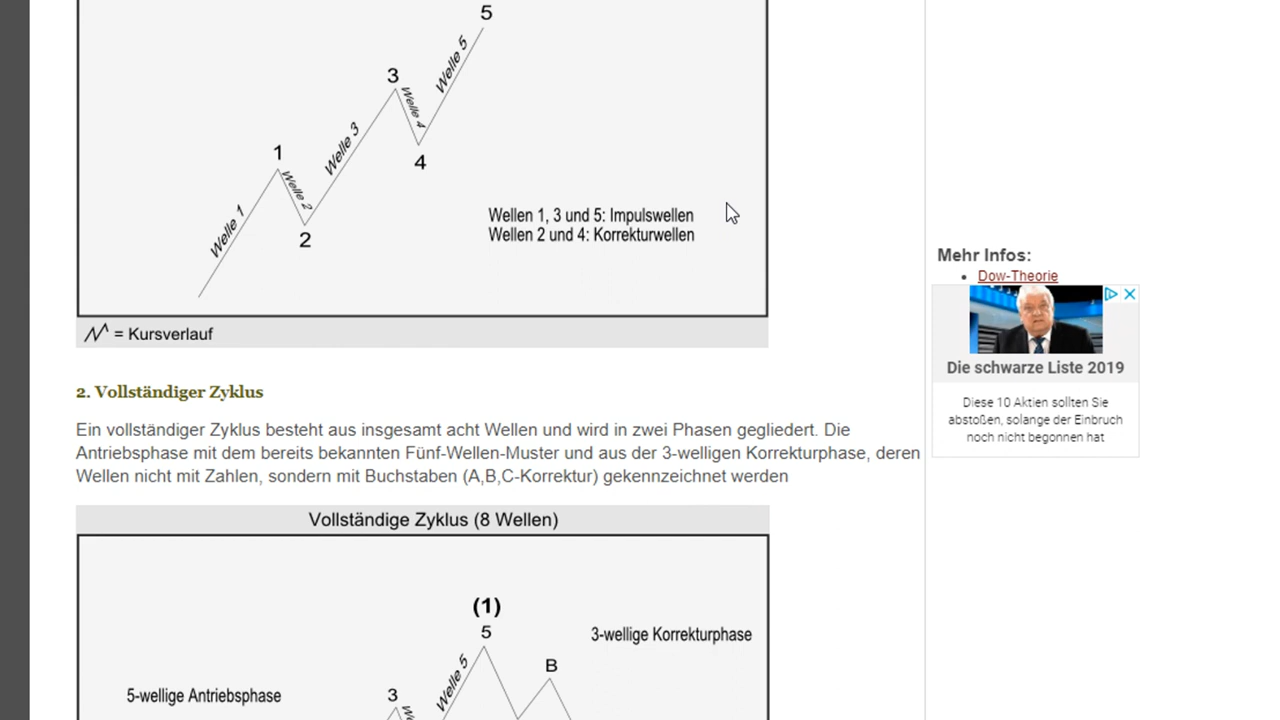 5
Welle 5
3
Welle 4
Welle 3
1
4
Welle 2
Welle 1
2
Wellen 1, 3 und 5: Impulswellen
Wellen 2 und 4: Korrekturwellen
= Kursverlauf
2. Vollständiger Zyklus
Ein vollständiger Zyklus besteht aus insgesamt acht Wellen und wird in zwei Phasen gegliedert. Die
Antriebsphase mit dem bereits bekannten Fünf-Wellen-Muster und aus der 3-welligen Korrekturphase, deren
Wellen nicht mit Zahlen, sondern mit Buchstaben (A,B,C-Korrektur) gekennzeichnet werden
Vollständige Zyklus (8 Wellen)
(1)
5
3-wellige Korrekturphase
B
Welle 5
5-wellige Antriebsphase
3
We
Mehr Infos:
Dow-Theorie
Die schwarze Liste 2019
Diese 10 Aktien sollten Sie
abstoßen, solange der Einbruch
noch nicht begonnen hat